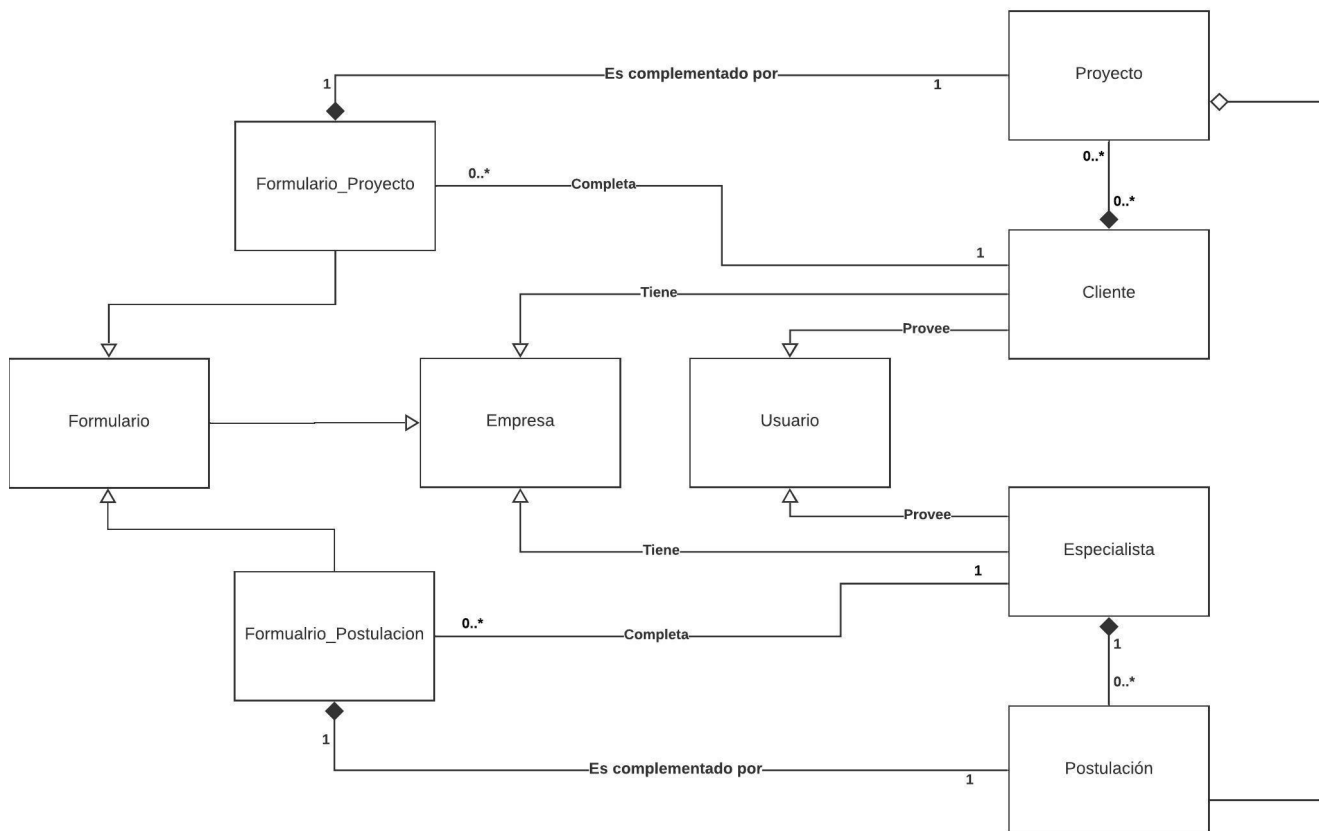 Proyecto
Es complementado por
1
1
Formulario_Proyecto
0..*
0..*
Completa
0..*
1
Cliente
Tiene
Provee
Formulario
Empresa
Usuario
Provee
Especialista
Tiene
1
0..*
Formualrio_Postulacion
Completa
1
0..*
1
Es complementado por
Postulación
1